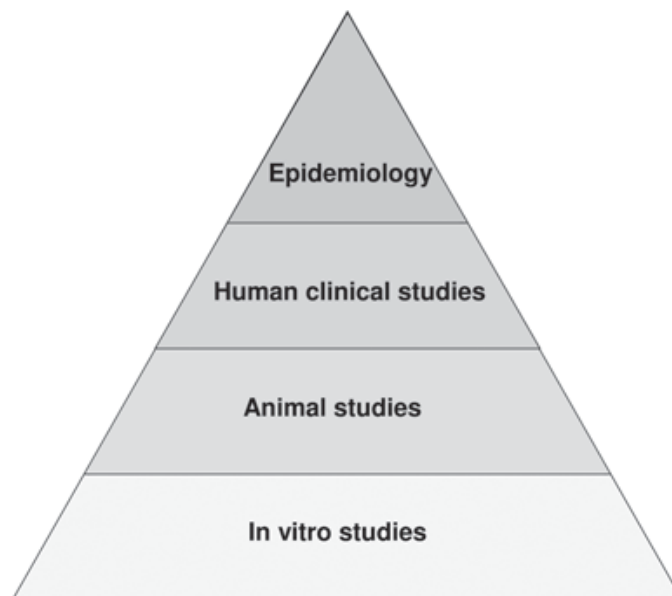 Epidemiology
Human clinical studies
Animal studies
In vitro studies